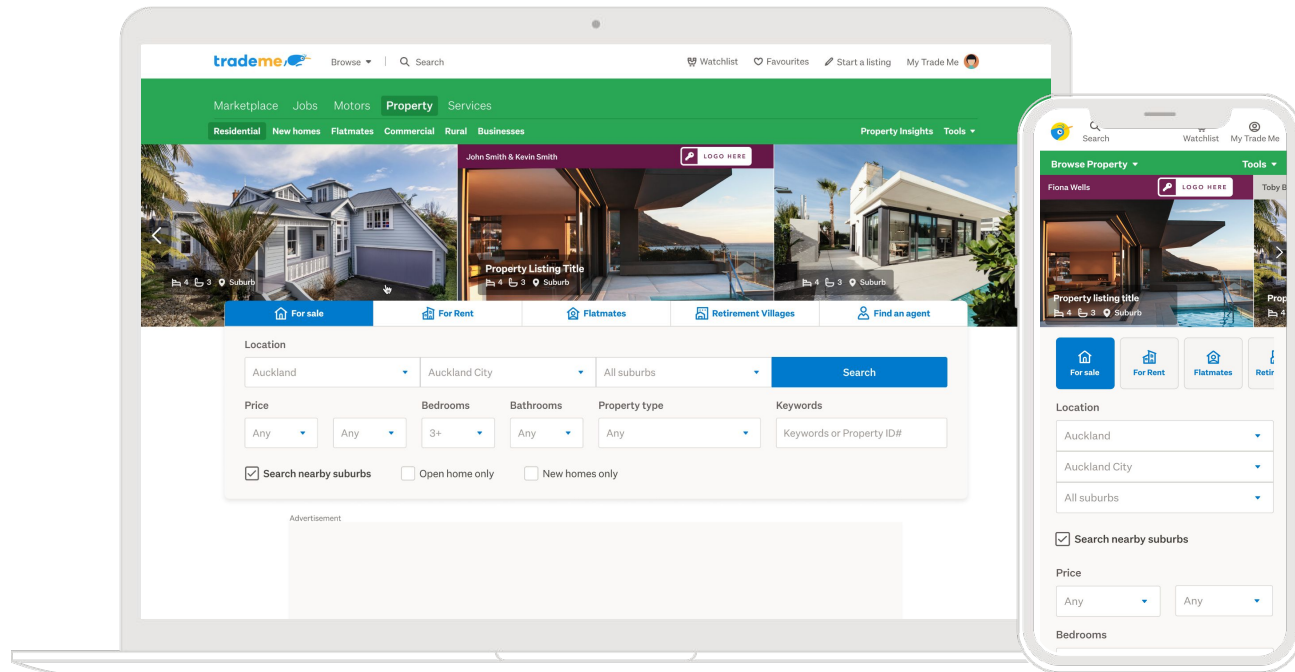 trademe Browse Search Watchlist Favourites Start a listing My Trade Me
Marketplace Jobs Motors Property Services
Residential New homes Flatmates Commercial Rural Businesses Property Insights Tools
John Smith & Kevin Smith LOGO HERE
4 3 Suburb
Property Listing Title
4 3 Suburb
4 3 Suburb
For sale For Rent Flatmates Retirement Villages Find an agent
Location
Auckland Auckland City All suburbs Search
Price Bedrooms Bathrooms Property type Keywords
Any Any 3+ Any Any Keywords or Property ID#
Search nearby suburbs Open home only New homes only
Advertisement
Search Watchlist My Trade Me
Browse Property Tools
Fiona Wells LOGO HERE Toby B
Property listing title Prop
4 3 Suburb 4
For sale For Rent Flatmates Retir
Location
Auckland
Auckland City
All suburbs
Search nearby suburbs
Price
Any Any
Bedrooms